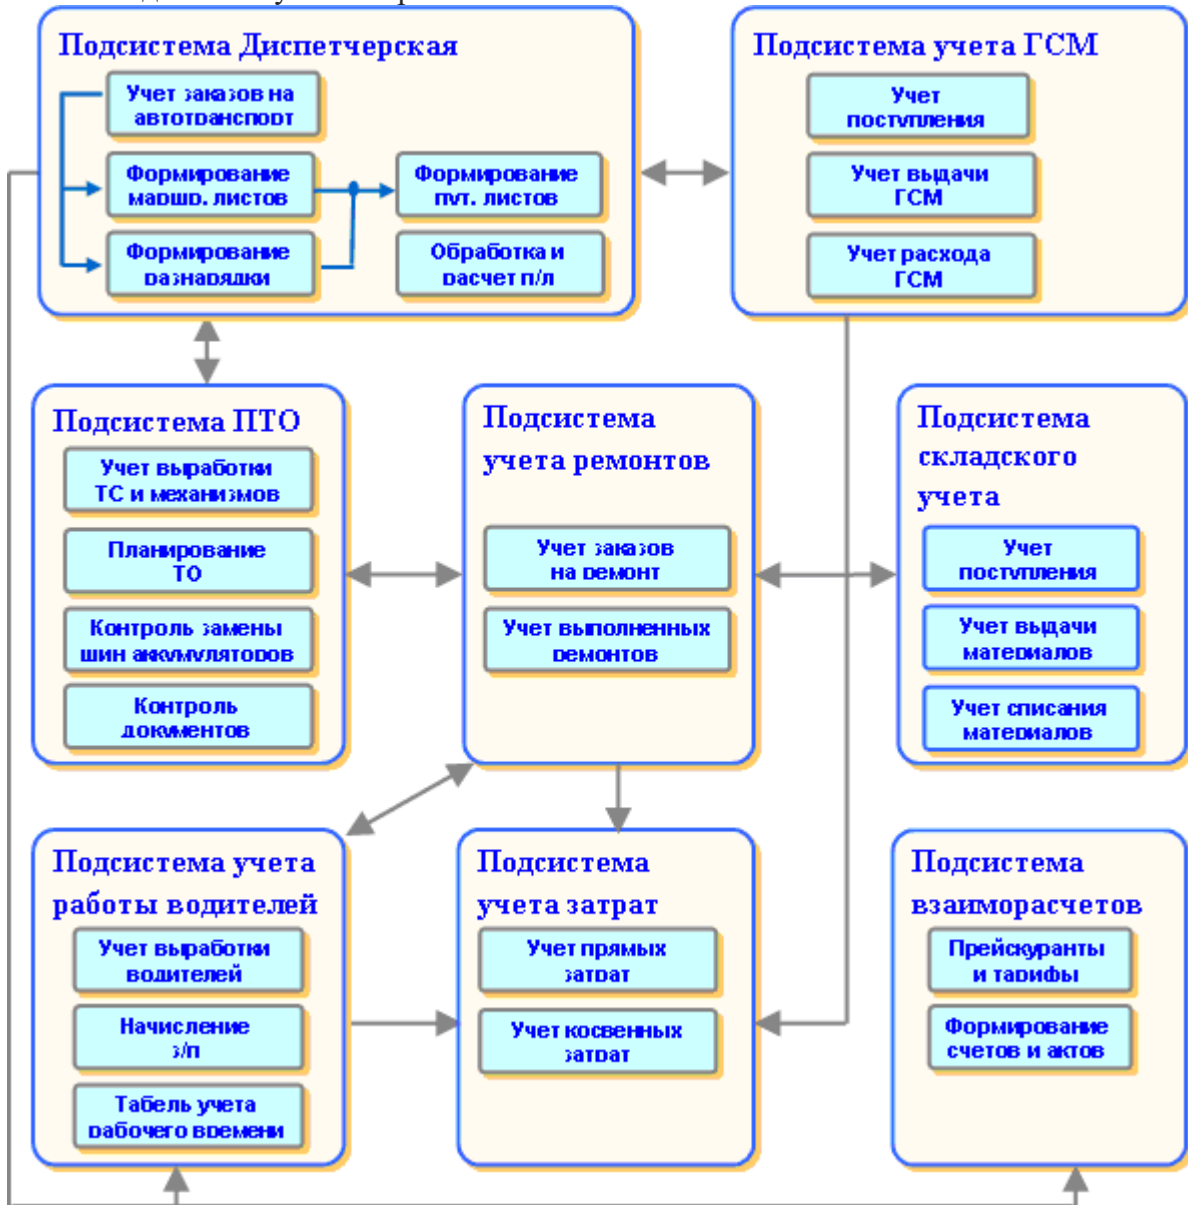 Подсистема Диспетчерская
Учет заказов на
автотранспорт
Формирование
маршр. листов
Формирование
разнарядки
Формирование
пут. листов
Обработка и
расчет п/л
Подсистема учета ГСМ
Учет
поступления
Учет выдачи
ГСМ
Учет расхода
ГСМ
Подсистема ПТО
Учет выработки
ТС и механизмов
Планирование
ТО
Контроль замены
шин аккумуляторов
Контроль
документов
Подсистема
учета ремонтов
Учет заказов
на ремонт
Учет выполненных
ремонтов
Подсистема
складского
учета
Учет
поступления
Учет выдачи
материалов
Учет списания
материалов
Подсистема учета
работы водителей
Учет выработки
водителей
Начисление
з/п
Табель учета
рабочего времени
Подсистема
учета затрат
Учет прямых
затрат
Учет косвенных
затрат
Подсистема
взаиморасчетов
Прейскуранты
и тарифы
Формирование
счетов и актов